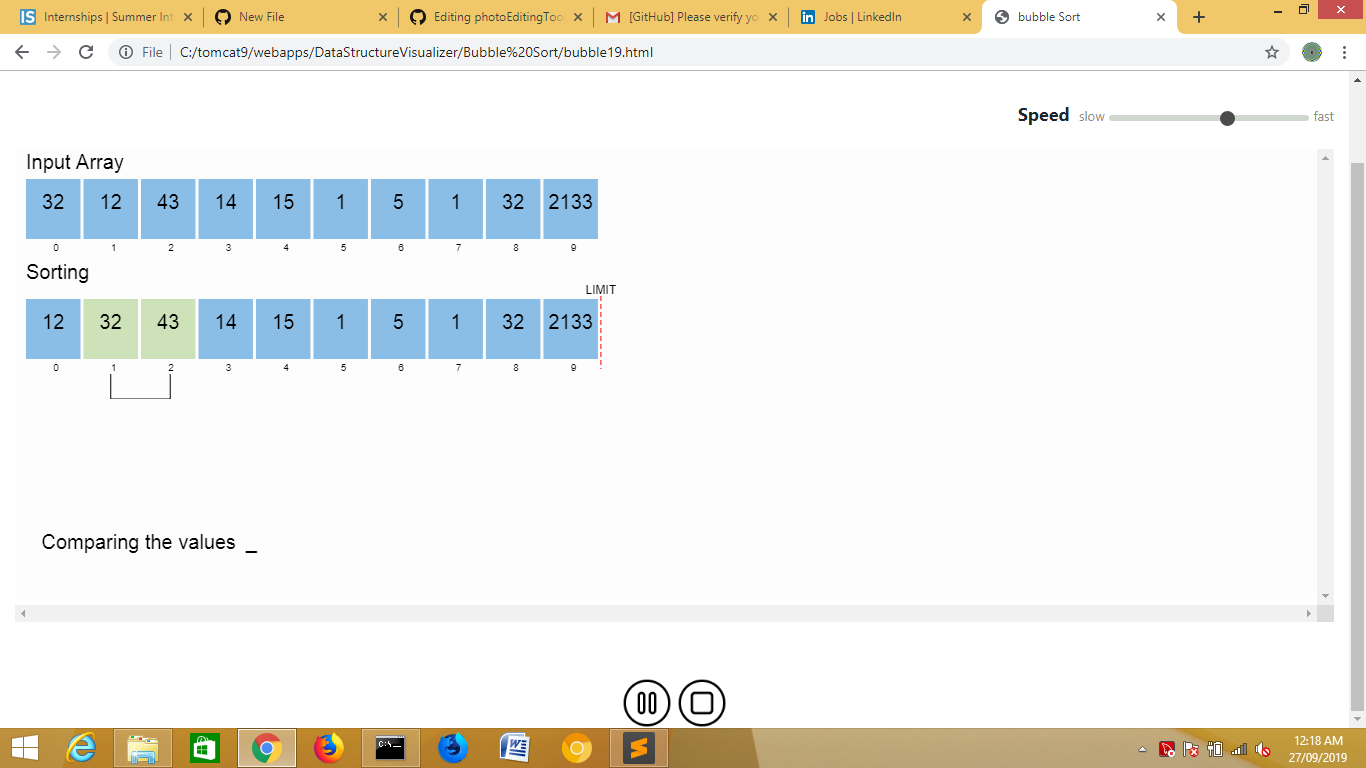 Internships | Summer Int
New File
Editing photoEditingToo
[GitHub] Please verify yo
Jobs | LinkedIn
bubble Sort
File | C:/tomcat9/webapps/DataStructureVisualizer/Bubble%20Sort/bubble19.html
Speed slow fast
Input Array
32 12 43 14 15 1 5 1 32 2133
0 1 2 3 4 5 6 7 8 9
Sorting
LIMIT
12 32 43 14 15 1 5 1 32 2133
0 1 2 3 4 5 6 7 8 9
Comparing the values _
12:18 AM
27/09/2019